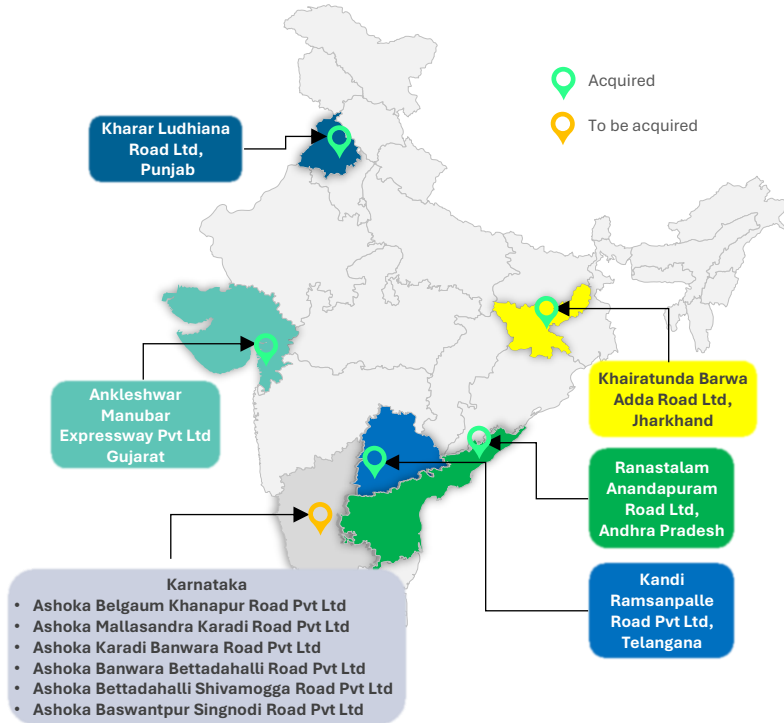 Acquired
To be acquired
Kharar Ludhiana
Road Ltd,
Punjab
Ankleshwar
Manubar
Expressway Pvt Ltd
Gujarat
Khairatunda Barwa
Adda Road Ltd,
Jharkhand
Ranastalam
Anandapuram
Road Ltd,
Andhra Pradesh
Kandi
Ramsanpalle
Road Pvt Ltd,
Telangana
Karnataka
• Ashoka Belgaum Khanapur Road Pvt Ltd
• Ashoka Mallasandra Karadi Road Pvt Ltd
• Ashoka Karadi Banwara Road Pvt Ltd
• Ashoka Banwara Bettadahalli Road Pvt Ltd
• Ashoka Bettadahalli Shivamogga Road Pvt Ltd
• Ashoka Baswantpur Singnodi Road Pvt Ltd